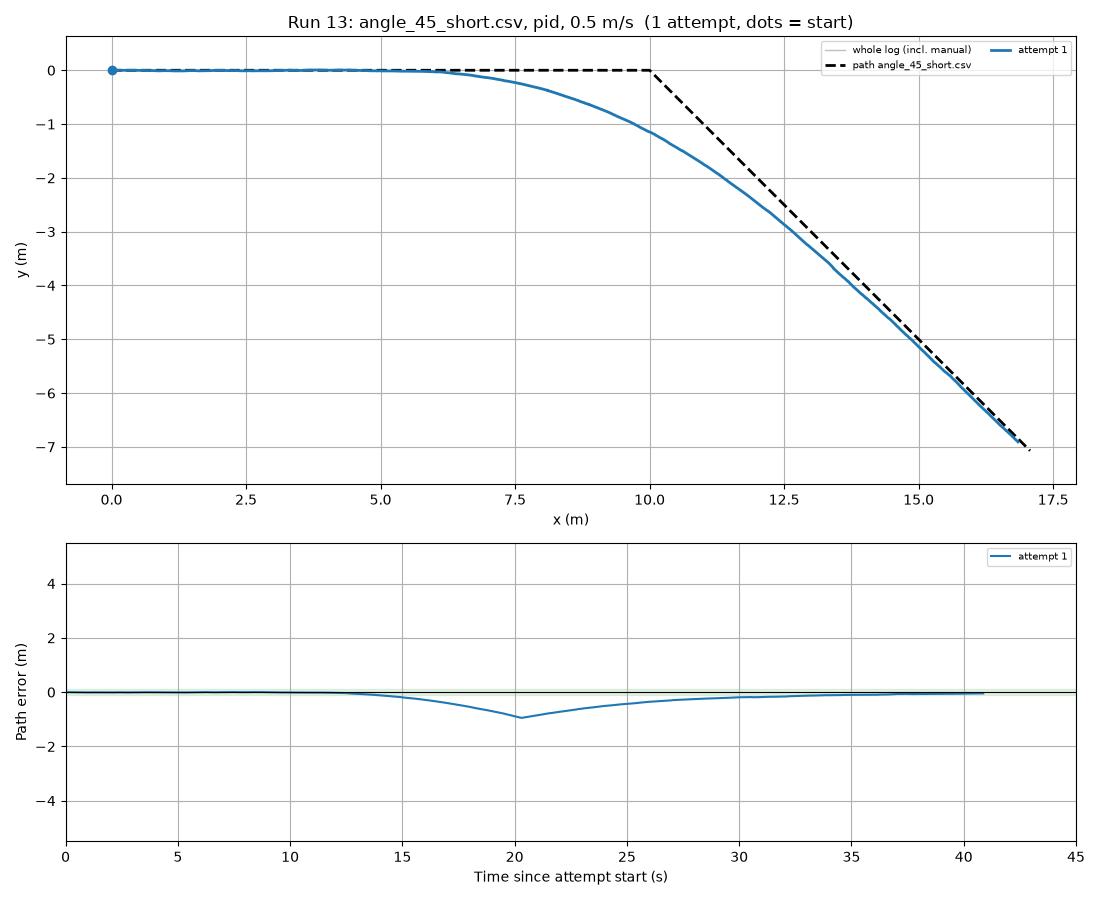 Run 13: angle_45_short.csv, pid, 0.5 m/s  (1 attempt, dots = start)
whole log (incl. manual)
path angle_45_short.csv
attempt 1
y (m)
0
−1
−2
−3
−4
−5
−6
−7
0.0 2.5 5.0 7.5 10.0 12.5 15.0 17.5
x (m)
attempt 1
Path error (m)
4
2
0
−2
−4
0 5 10 15 20 25 30 35 40 45
Time since attempt start (s)